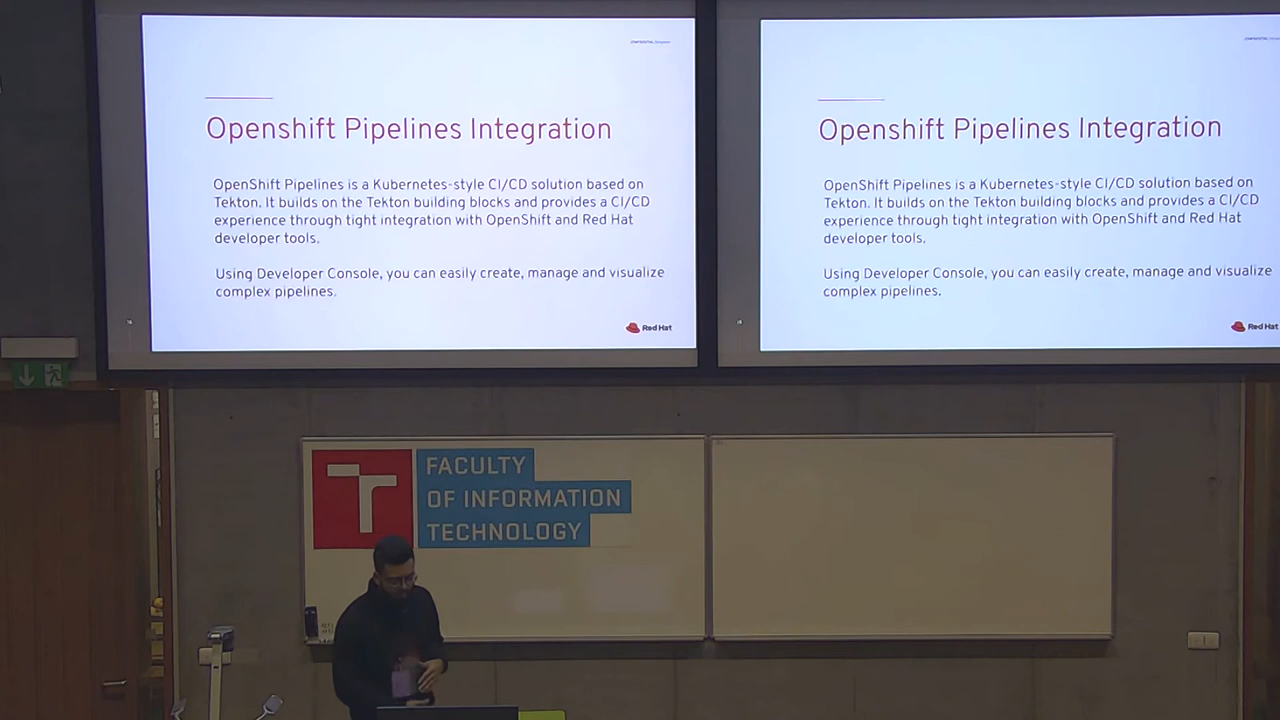 Openshift Pipelines Integration
OpenShift Pipelines is a Kubernetes-style CI/CD solution based on
Tekton. It builds on the Tekton building blocks and provides a CI/CD
experience through tight integration with OpenShift and Red Hat
developer tools.
Using Developer Console, you can easily create, manage and visualize
complex pipelines.
Red Hat
Openshift Pipelines Integration
OpenShift Pipelines is a Kubernetes-style CI/CD solution based on
Tekton. It builds on the Tekton building blocks and provides a CI/CD
experience through tight integration with OpenShift and Red Hat
developer tools.
Using Developer Console, you can easily create, manage and visualize
complex pipelines.
Red Hat
FACULTY
OF INFORMATION
TECHNOLOGY